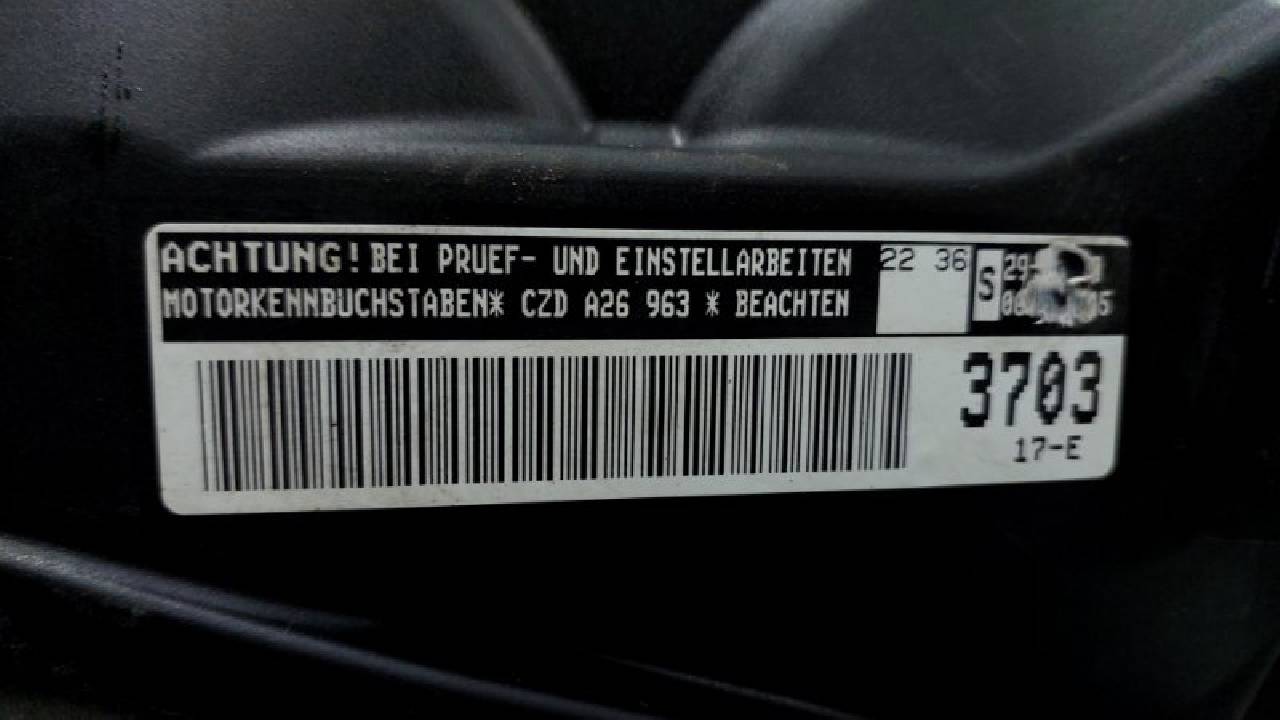 ACHTUNG! BEI PRUEF- UND EINSTELLARBEITEN
MOTORKENNBUCHSTABEN* CZD A26 963 * BEACHTEN
22 36
S
3703
17-E